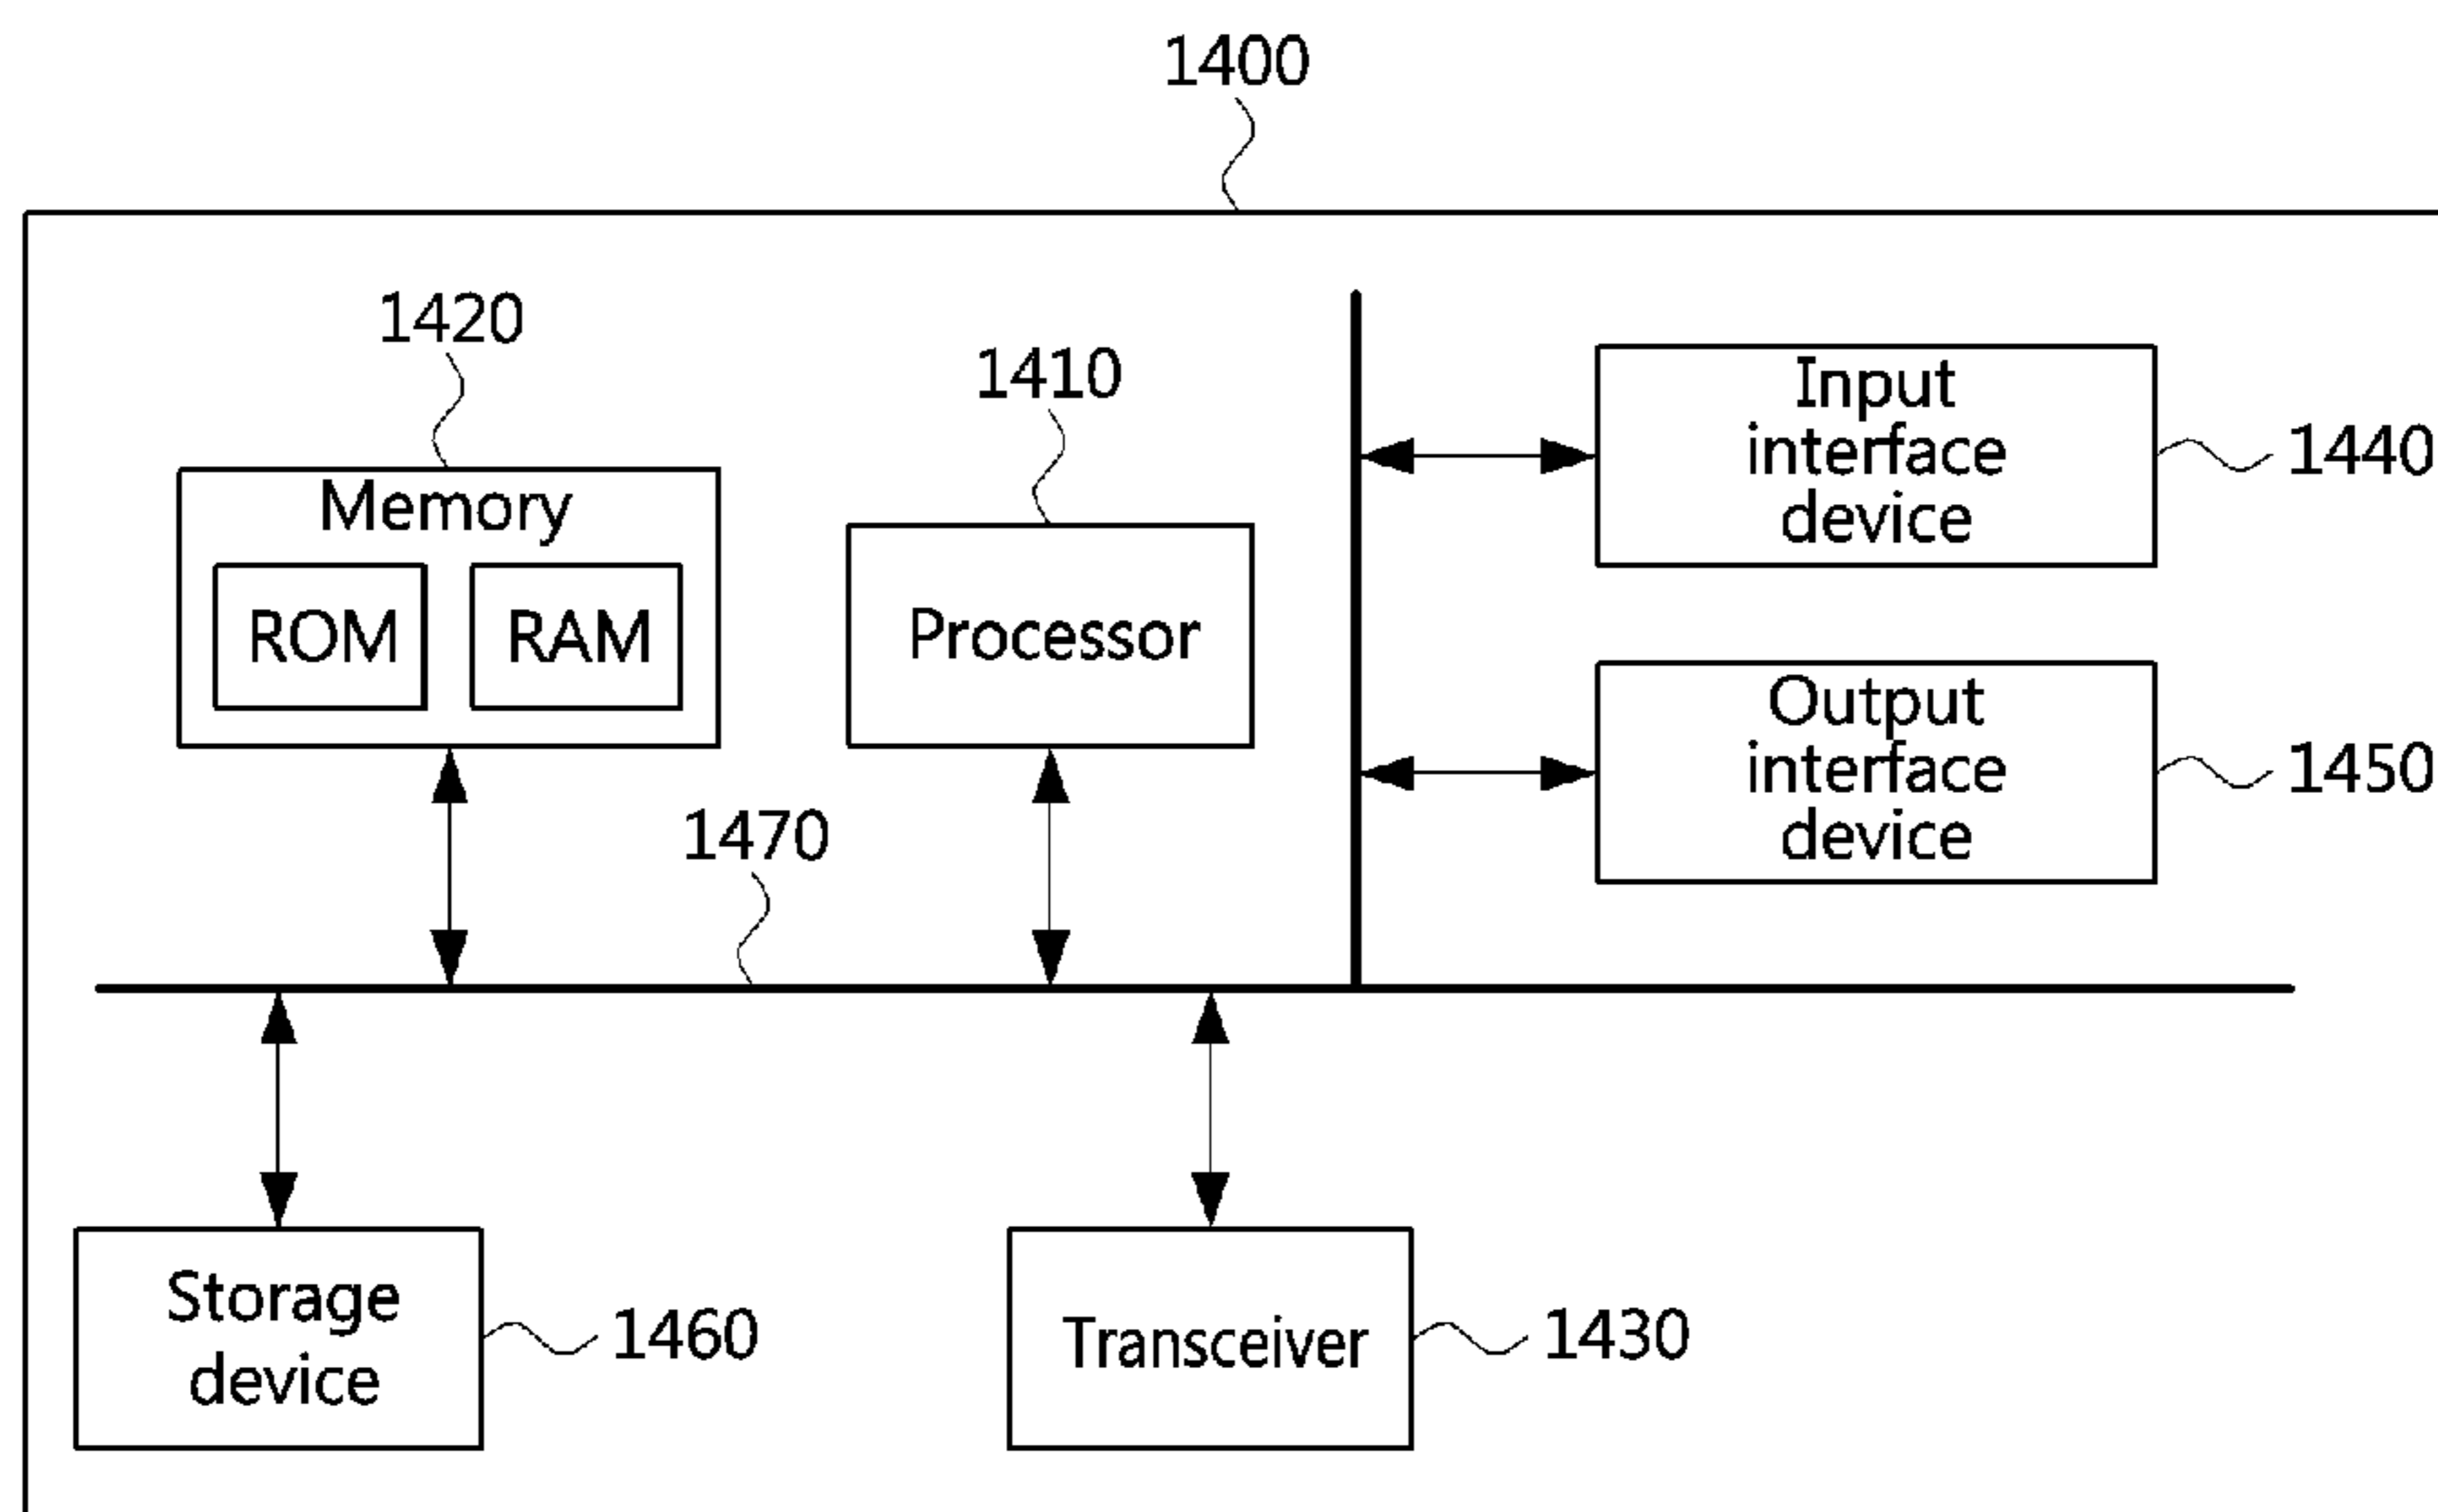 1400
1420
1410
Memory
ROM
RAM
Processor
Input
interface
device
1440
Output
interface
device
1450
1470
Storage
device
1460
Transceiver
1430